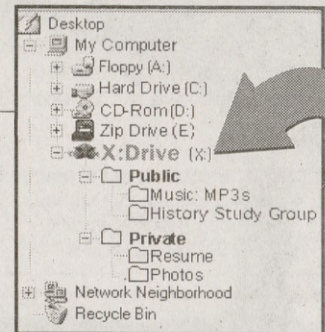 Desktop
My Computer
Floppy (A:)
Hard Drive (C:)
CD-Rom(D:)
Zip Drive (E)
X:Drive (X:)
Public
Music: MP3s
History Study Group
Private
Resume
Photos
Network Neighborhood
Recycle Bin